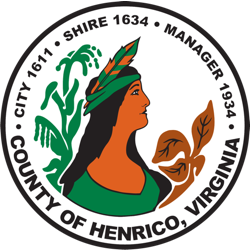 • CITY 1611 • SHIRE 1634 • MANAGER 1934 •
COUNTY OF HENRICO, VIRGINIA